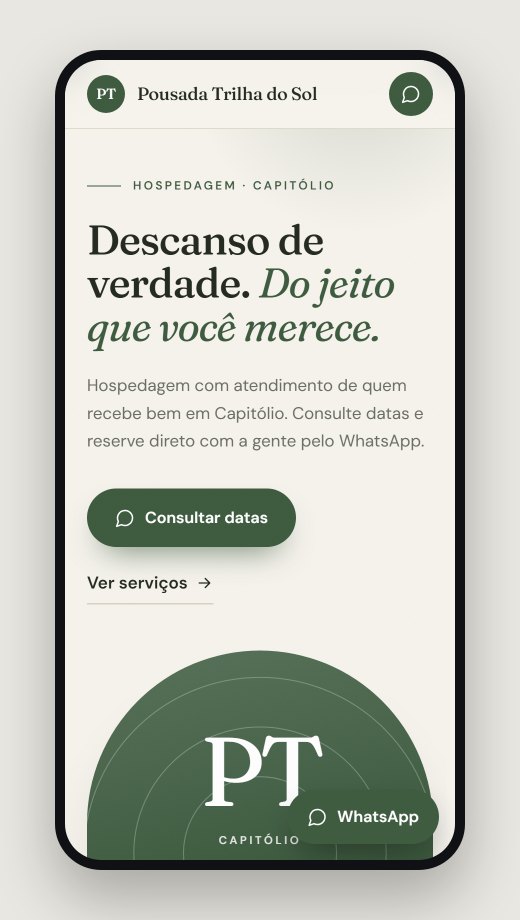 PT Pousada Trilha do Sol
HOSPEDAGEM · CAPITÓLIO
Descanso de
verdade. Do jeito
que você merece.
Hospedagem com atendimento de quem
recebe bem em Capitólio. Consulte datas e
reserve direto com a gente pelo WhatsApp.
Consultar datas
Ver serviços →
PT
WhatsApp
CAPITÓLIO